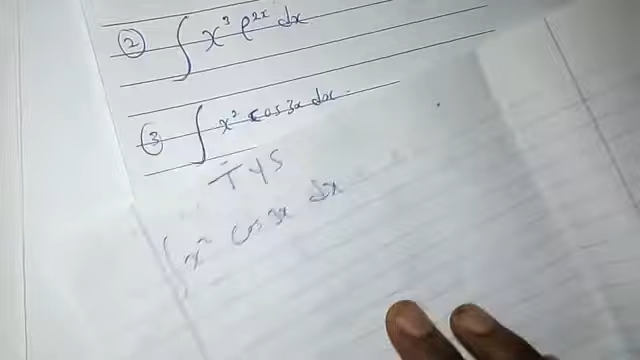 ② ∫ x³ e²ˣ dx
③ ∫ x² cos 3x dx.
TYS
∫ x² cos 3x dx